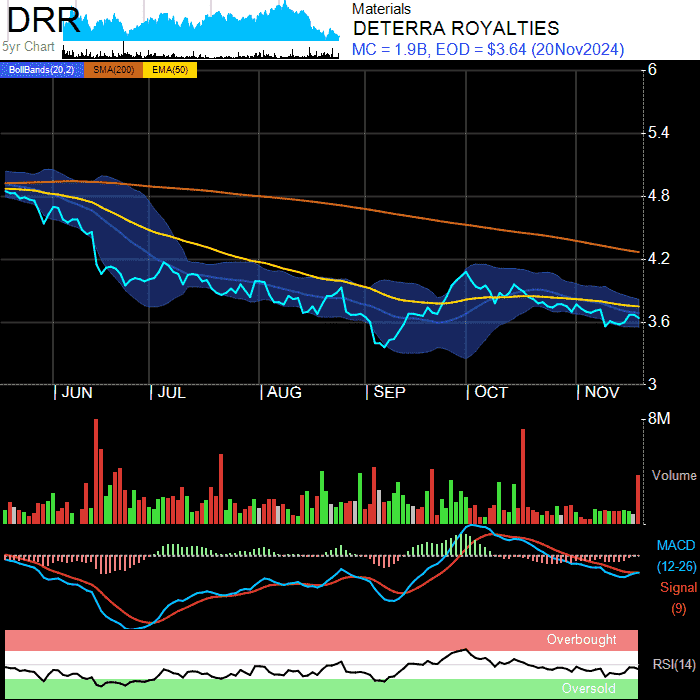 DRR
5yr Chart
Materials
DETERRA ROYALTIES
MC = 1.9B, EOD = $3.64 (20Nov2024)
BollBands(20,2) SMA(200) EMA(50)
6
5.4
4.8
4.2
3.6
3
JUN JUL AUG SEP OCT NOV
8M
Volume
MACD
(12-26)
Signal
(9)
Overbought
RSI(14)
Oversold